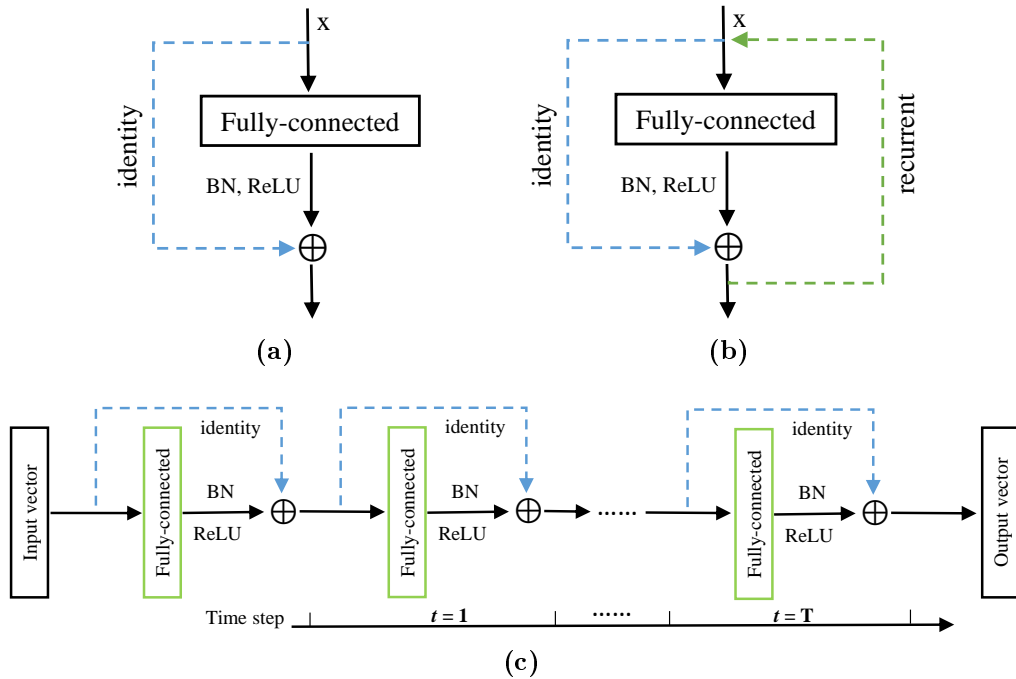 x
identity
Fully-connected
BN, ReLU
(a)
x
identity
Fully-connected
BN, ReLU
recurrent
(b)
Input vector
identity
Fully-connected
BN
ReLU
identity
Fully-connected
BN
ReLU
......
identity
Fully-connected
BN
ReLU
Output vector
Time step
t = 1
......
t = T
(c)